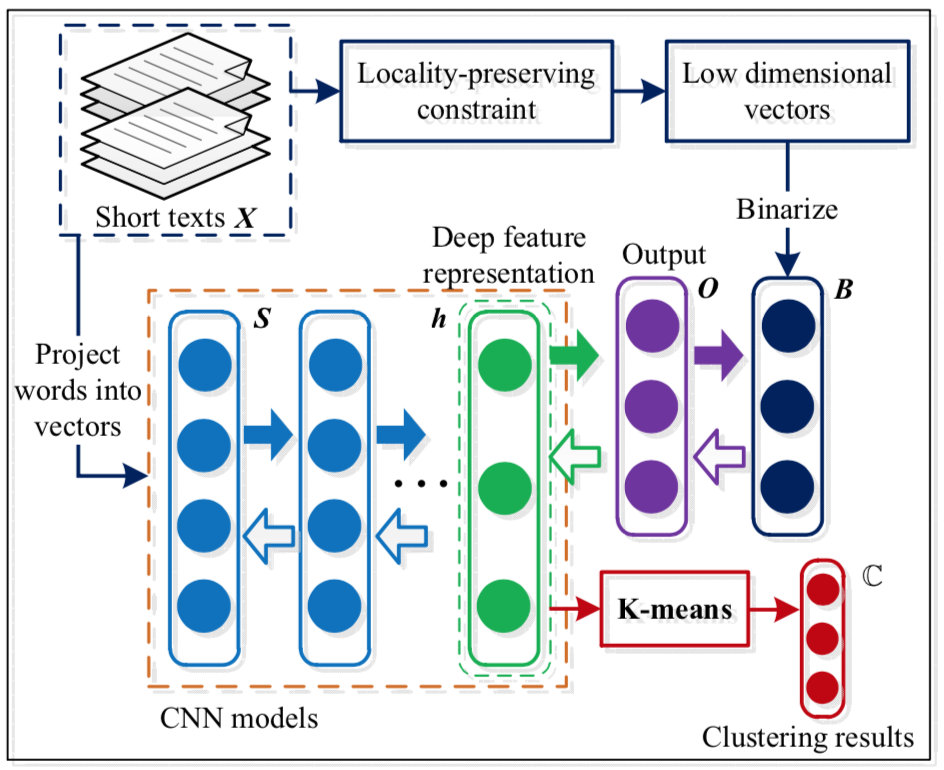 Locality-preserving
constraint
Low dimensional
vectors
Short texts X
Binarize
Deep feature
representation
Output
O
B
S
h
Project
words into
vectors
...
K-means
ℂ
CNN models
Clustering results